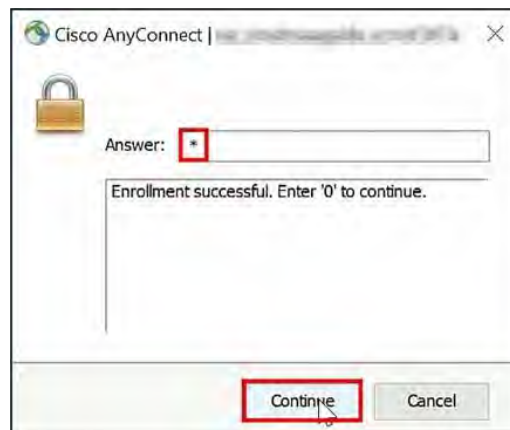 Cisco AnyConnect |
Answer: *
Enrollment successful. Enter '0' to continue.
Continue Cancel